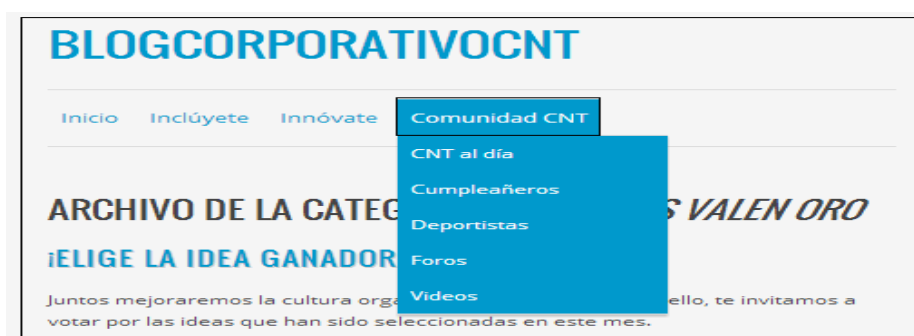 BLOGCORPORATIVOCNT
Inicio Inclúyete Innóvate Comunidad CNT
CNT al día
Cumpleañeros
Deportistas
Foros
Videos
ARCHIVO DE LA CATEG S VALEN ORO
¡ELIGE LA IDEA GANADOR
Juntos mejoraremos la cultura orga ello, te invitamos a
votar por las ideas que han sido seleccionadas en este mes.